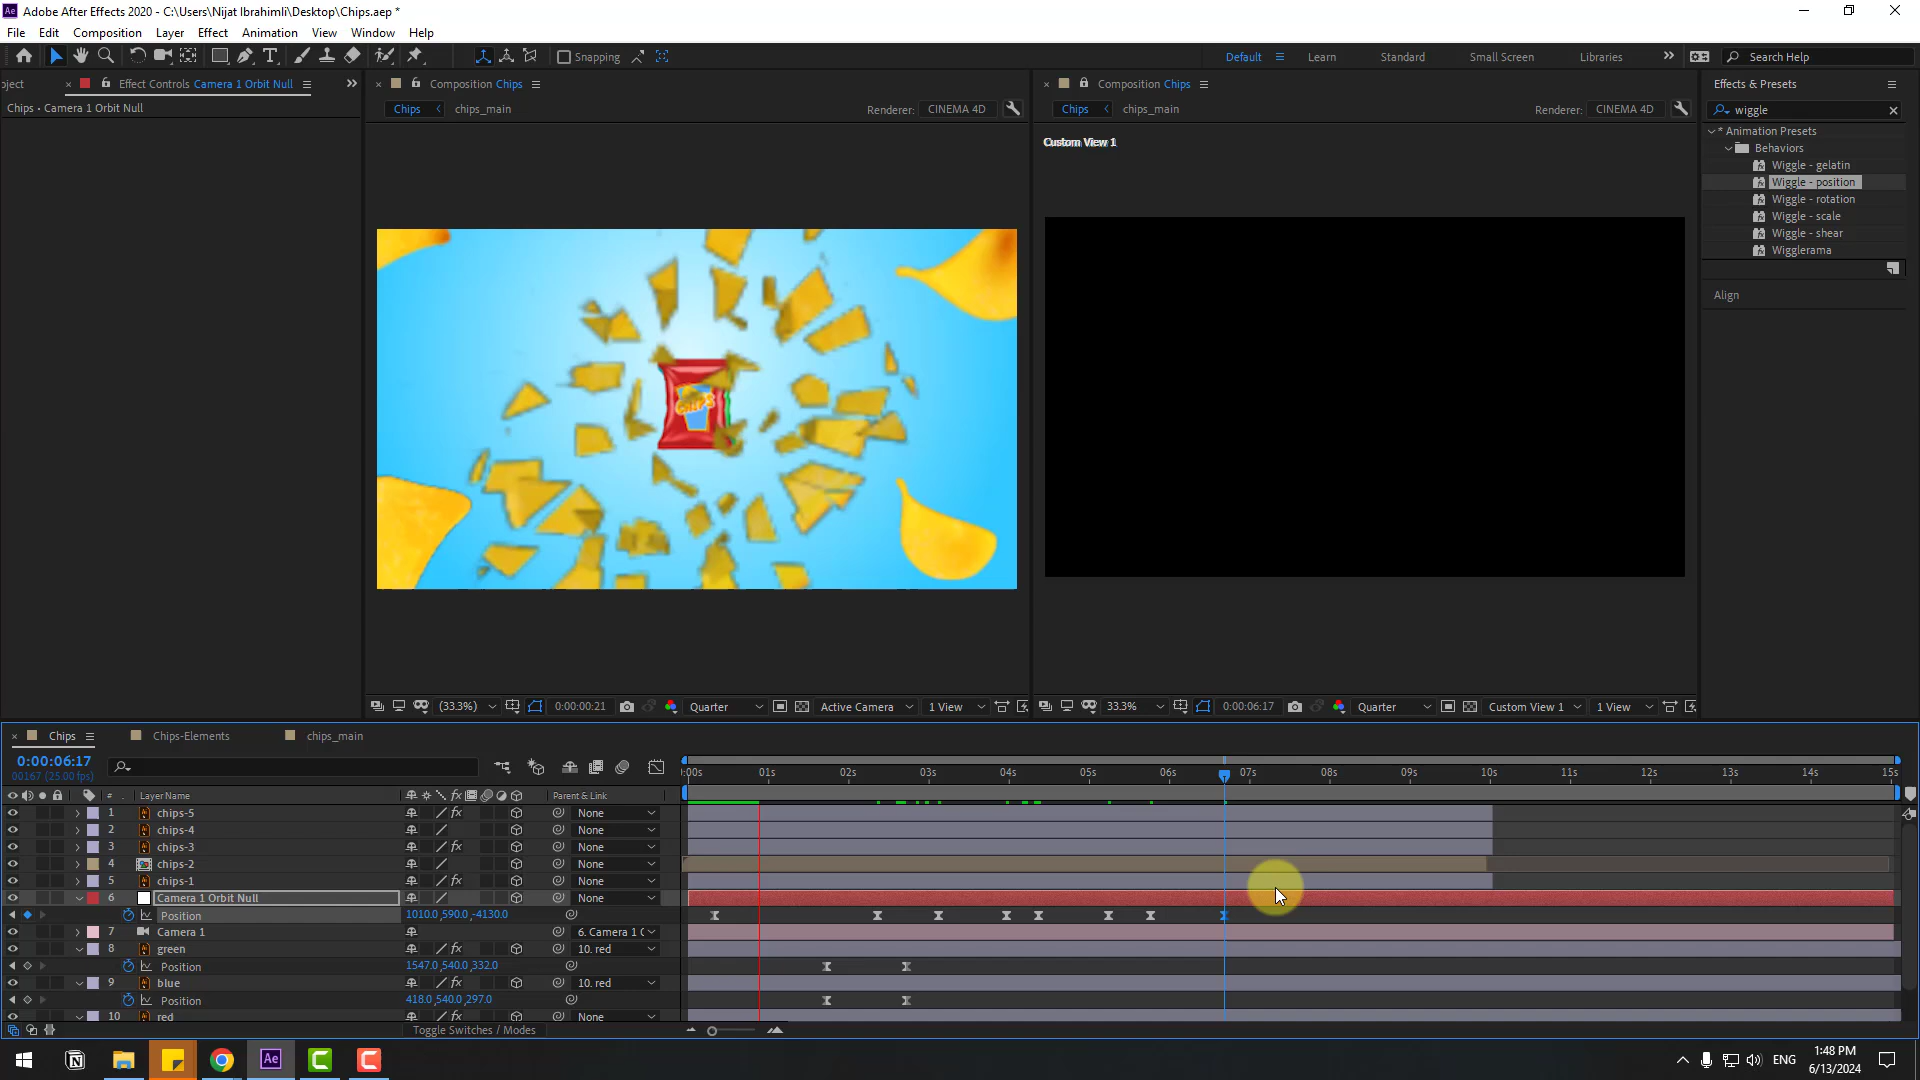 Adobe After Effects 2020 - C:\Users\Nijat Ibrahimli\Desktop\Chips.aep *
File Edit Composition Layer Effect Animation View Window Help
Snapping
Default Learn Standard Small Screen Libraries Search Help
oject Effect Controls Camera 1 Orbit Null
Chips • Camera 1 Orbit Null
Composition Chips
Chips chips_main Renderer: CINEMA 4D
CHIPS
(33.3%) 0:00:00:21 Quarter Active Camera 1 View
Composition Chips
Chips chips_main Renderer: CINEMA 4D
Custom View 1
33.3% 0:00:06:17 Quarter Custom View 1 1 View
Effects & Presets
wiggle
* Animation Presets
Behaviors
Wiggle - gelatin
Wiggle - position
Wiggle - rotation
Wiggle - scale
Wiggle - shear
Wigglerama
Align
Chips Chips-Elements chips_main
0:00:06:17
00167 (25.00 fps)
:00s 01s 02s 03s 04s 05s 06s 07s 08s 09s 10s 11s 12s 13s 14s 15s
# Layer Name Parent & Link
1 chips-5 None
2 chips-4 None
3 chips-3 None
4 chips-2 None
5 chips-1 None
6 Camera 1 Orbit Null None
Position 1010.0,590.0,-4130.0
7 Camera 1 6. Camera 1 C
8 green 10. red
Position 1547.0,540.0,332.0
9 blue 10. red
Position 418.0,540.0,297.0
10 red None
Toggle Switches / Modes
Ae
ENG
1:48 PM
6/13/2024